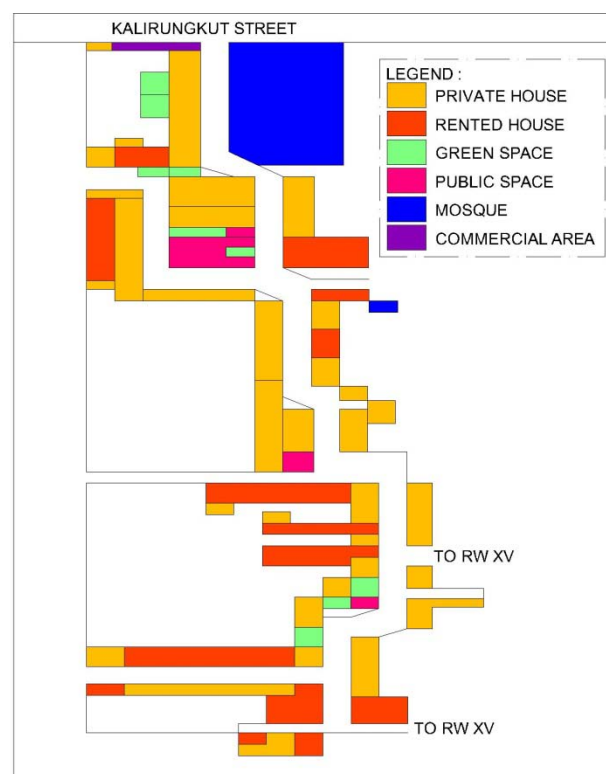 KALIRUNGKUT STREET
LEGEND :
PRIVATE HOUSE
RENTED HOUSE
GREEN SPACE
PUBLIC SPACE
MOSQUE
COMMERCIAL AREA
TO RW XV
TO RW XV